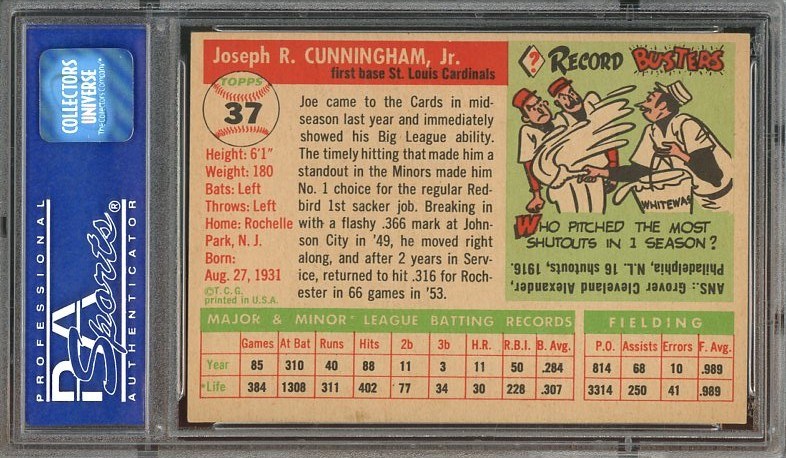 COLLECTORS
UNIVERSE
The Collectors Company
PROFESSIONAL
PSA
Sports®
AUTHENTICATOR
Joseph R. CUNNINGHAM, Jr.
first base St. Louis Cardinals
TOPPS
37
Height: 6'1"
Weight: 180
Bats: Left
Throws: Left
Home: Rochelle
Park, N. J.
Born:
Aug. 27, 1931
©T. C. G.
printed in U.S.A.
Joe came to the Cards in mid-
season last year and immediately
showed his Big League ability.
The timely hitting that made him a
standout in the Minors made him
No. 1 choice for the regular Red-
bird 1st sacker job. Breaking in
with a flashy .366 mark at John-
son City in '49, he moved right
along, and after 2 years in Serv-
ice, returned to hit .316 for Roch-
ester in 66 games in '53.
? RECORD BUSTERS
WHITEWAS
WHO PITCHED THE MOST
SHUTOUTS IN 1 SEASON?
ANS.: Grover Cleveland Alexander,
Philadelphia, N.L. 16 shutouts, 1916.
MAJOR & MINOR LEAGUE BATTING RECORDS
Games At Bat Runs Hits 2b 3b H.R. R.B.I. B. Avg.
Year 85 310 40 88 11 3 11 50 .284
*Life 384 1308 311 402 77 34 30 228 .307
FIELDING
P.O. Assists Errors F. Avg.
814 68 10 .989
3314 250 41 .989